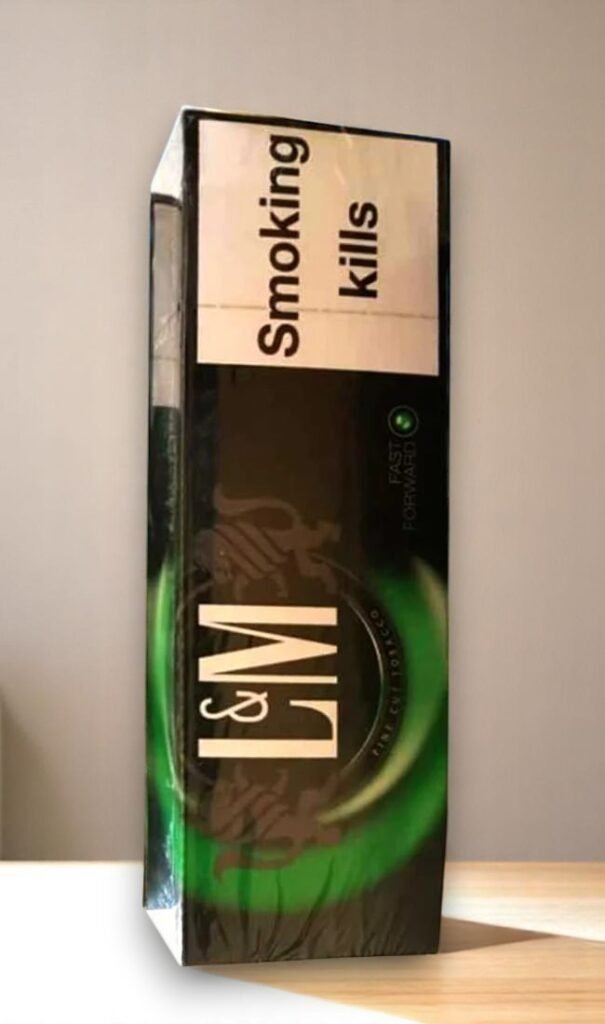 Smoking
kills
FAST
FORWARD
L&M
FINE CUT TOBACCO